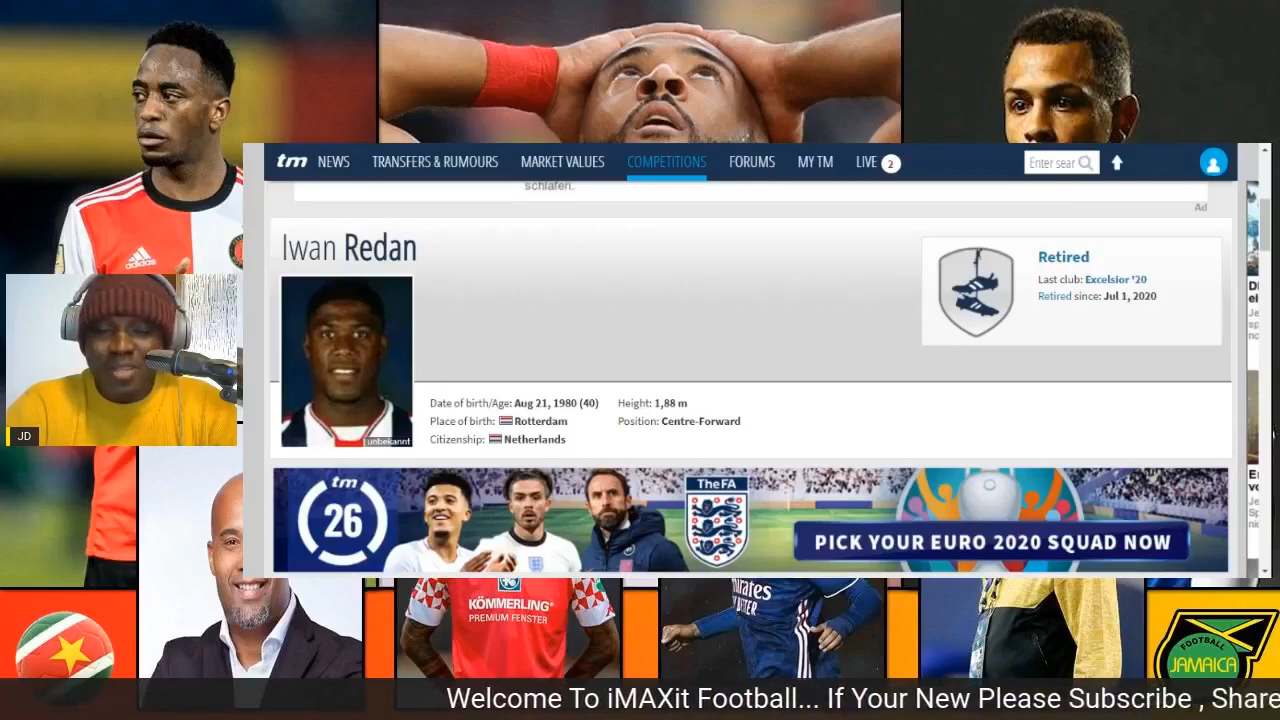 tm NEWS TRANSFERS & RUMOURS MARKET VALUES COMPETITIONS FORUMS MY TM LIVE 2 Enter sear
schlafen.
Ad
Iwan Redan
Retired
Last club: Excelsior '20
Retired since: Jul 1, 2020
unbekannt
Date of birth/Age: Aug 21, 1980 (40) Height: 1,88 m
Place of birth: Rotterdam Position: Centre-Forward
Citizenship: Netherlands
JD
tm
26
The FA
PICK YOUR EURO 2020 SQUAD NOW
adidas
KÖMMERLING®
PREMIUM FENSTER
FOOTBALL
JAMAICA
Welcome To iMAXit Football... If Your New Please Subscribe , Share